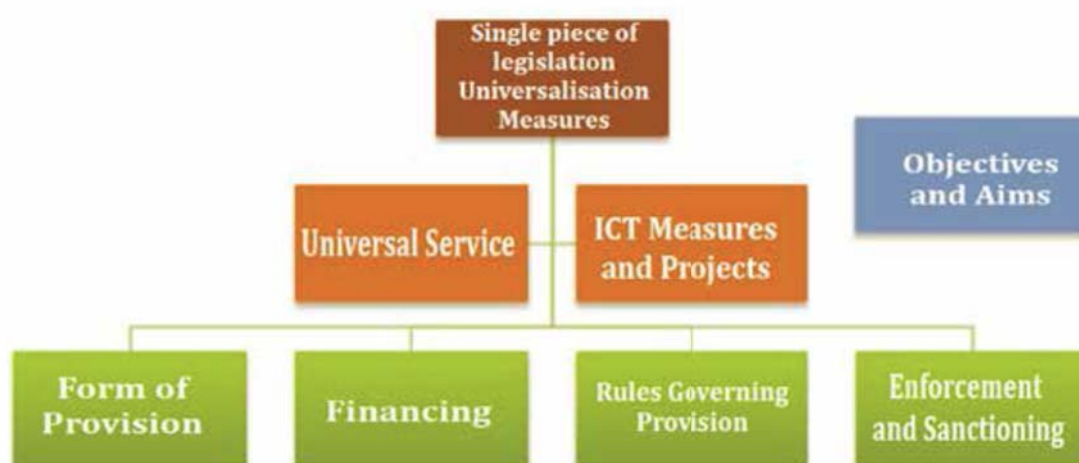 Single piece of
legislation
Universalisation
Measures
Objectives
and Aims
Universal Service
ICT Measures
and Projects
Form of
Provision
Financing
Rules Governing
Provision
Enforcement
and Sanctioning